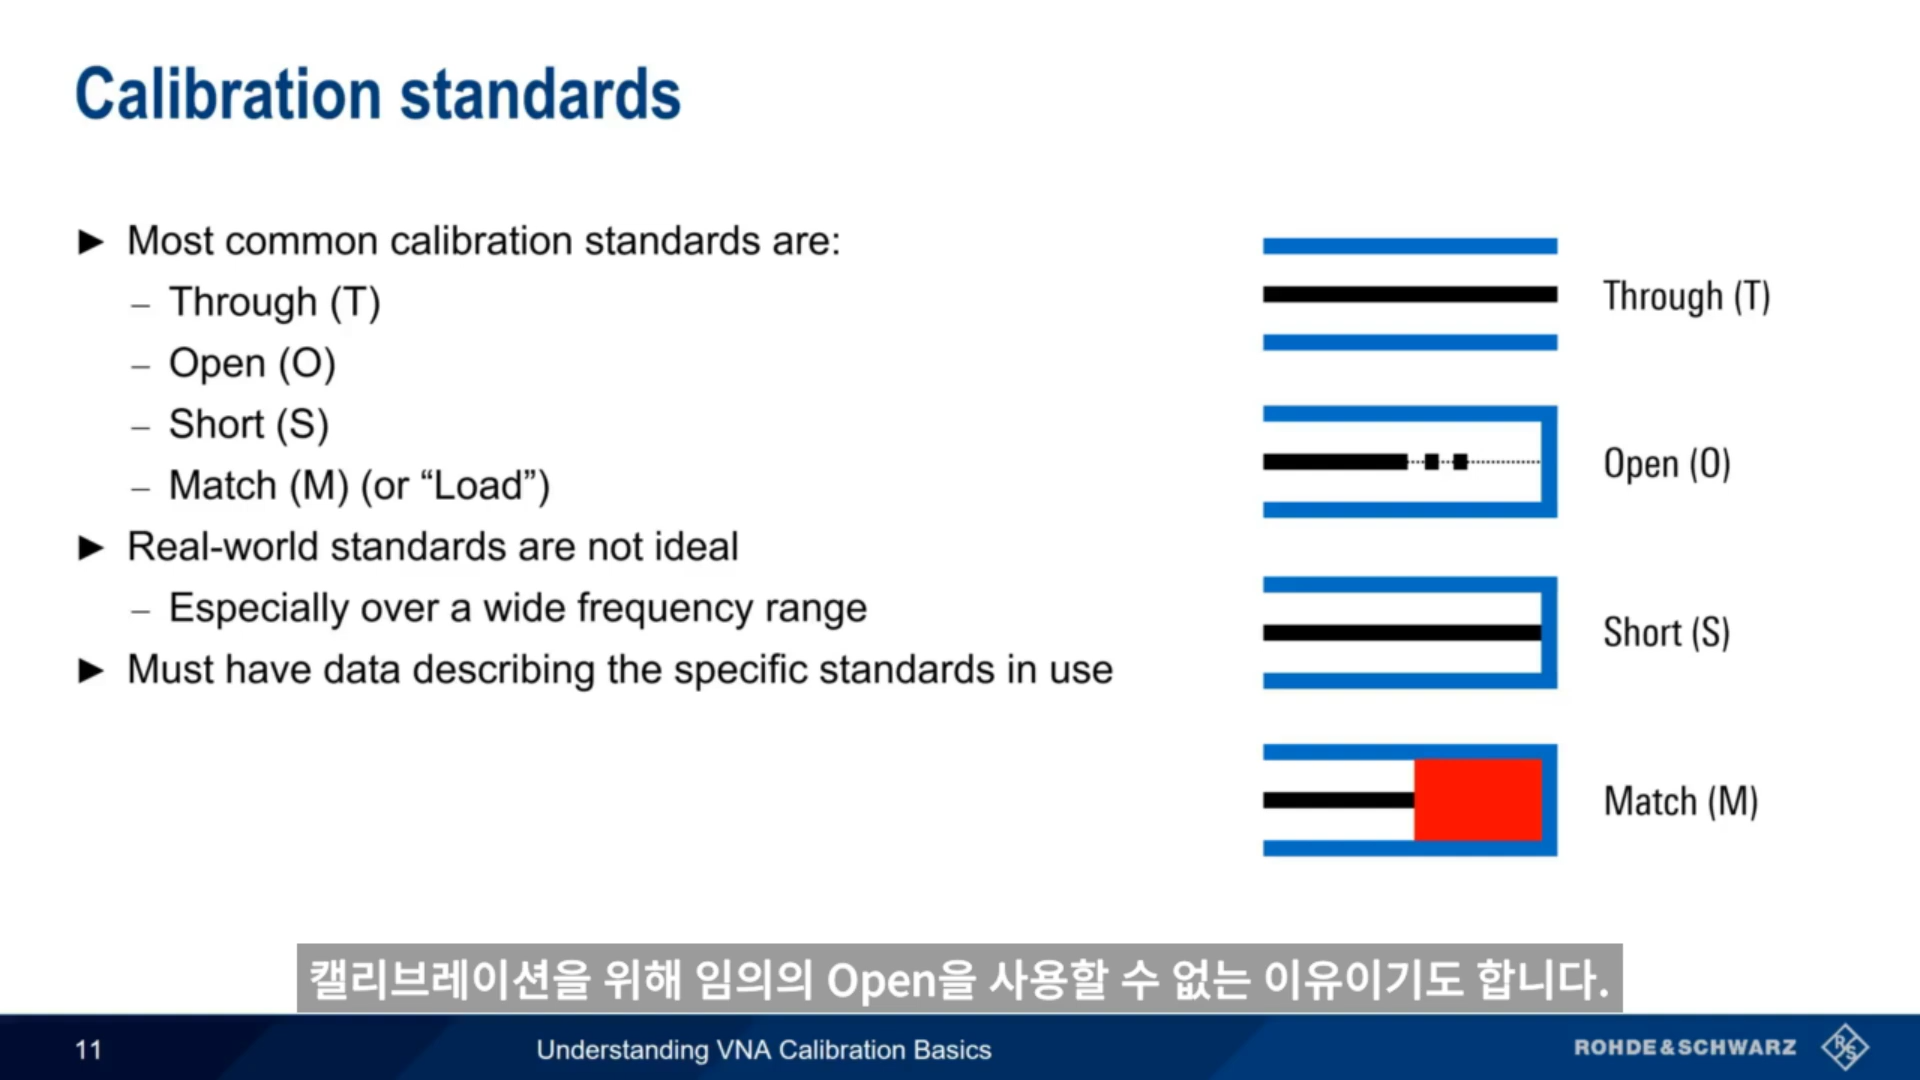 Calibration standards
► Most common calibration standards are:
– Through (T)
– Open (O)
– Short (S)
– Match (M) (or “Load”)
► Real-world standards are not ideal
– Especially over a wide frequency range
► Must have data describing the specific standards in use
Through (T)
Open (O)
Short (S)
Match (M)
캘리브레이션을 위해 임의의 Open을 사용할 수 없는 이유이기도 합니다.
11
Understanding VNA Calibration Basics
ROHDE&SCHWARZ
R&S